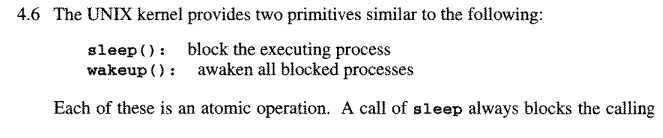 4.6 The UNIX kernel provides two primitives similar to the following:
sleep(): block the executing process
wakeup(): awaken all blocked processes
Each of these is an atomic operation. A call of sleep always blocks the calling